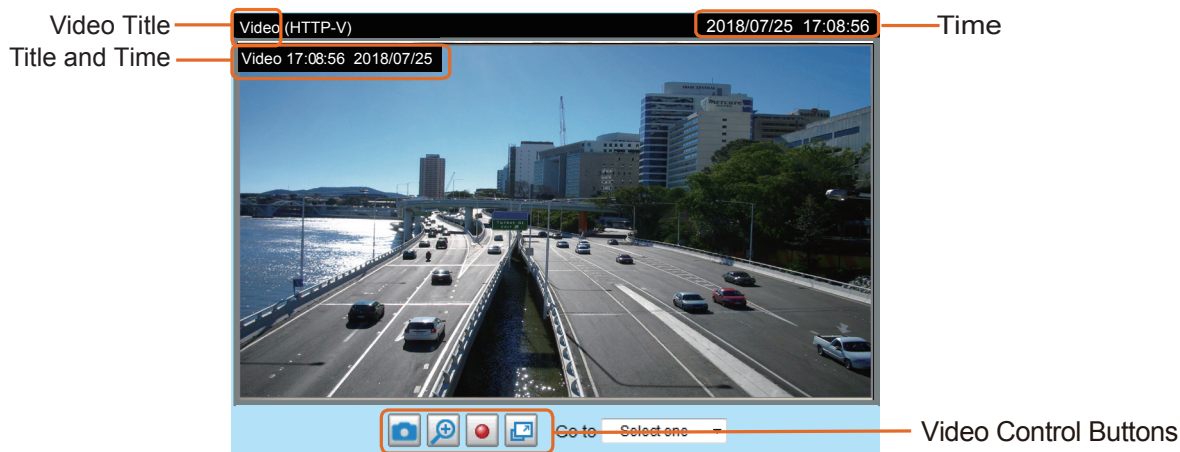 Video Title
Video (HTTP-V)
2018/07/25 17:08:56
Time
Title and Time
Video 17:08:56 2018/07/25
Go to
Select one
Video Control Buttons